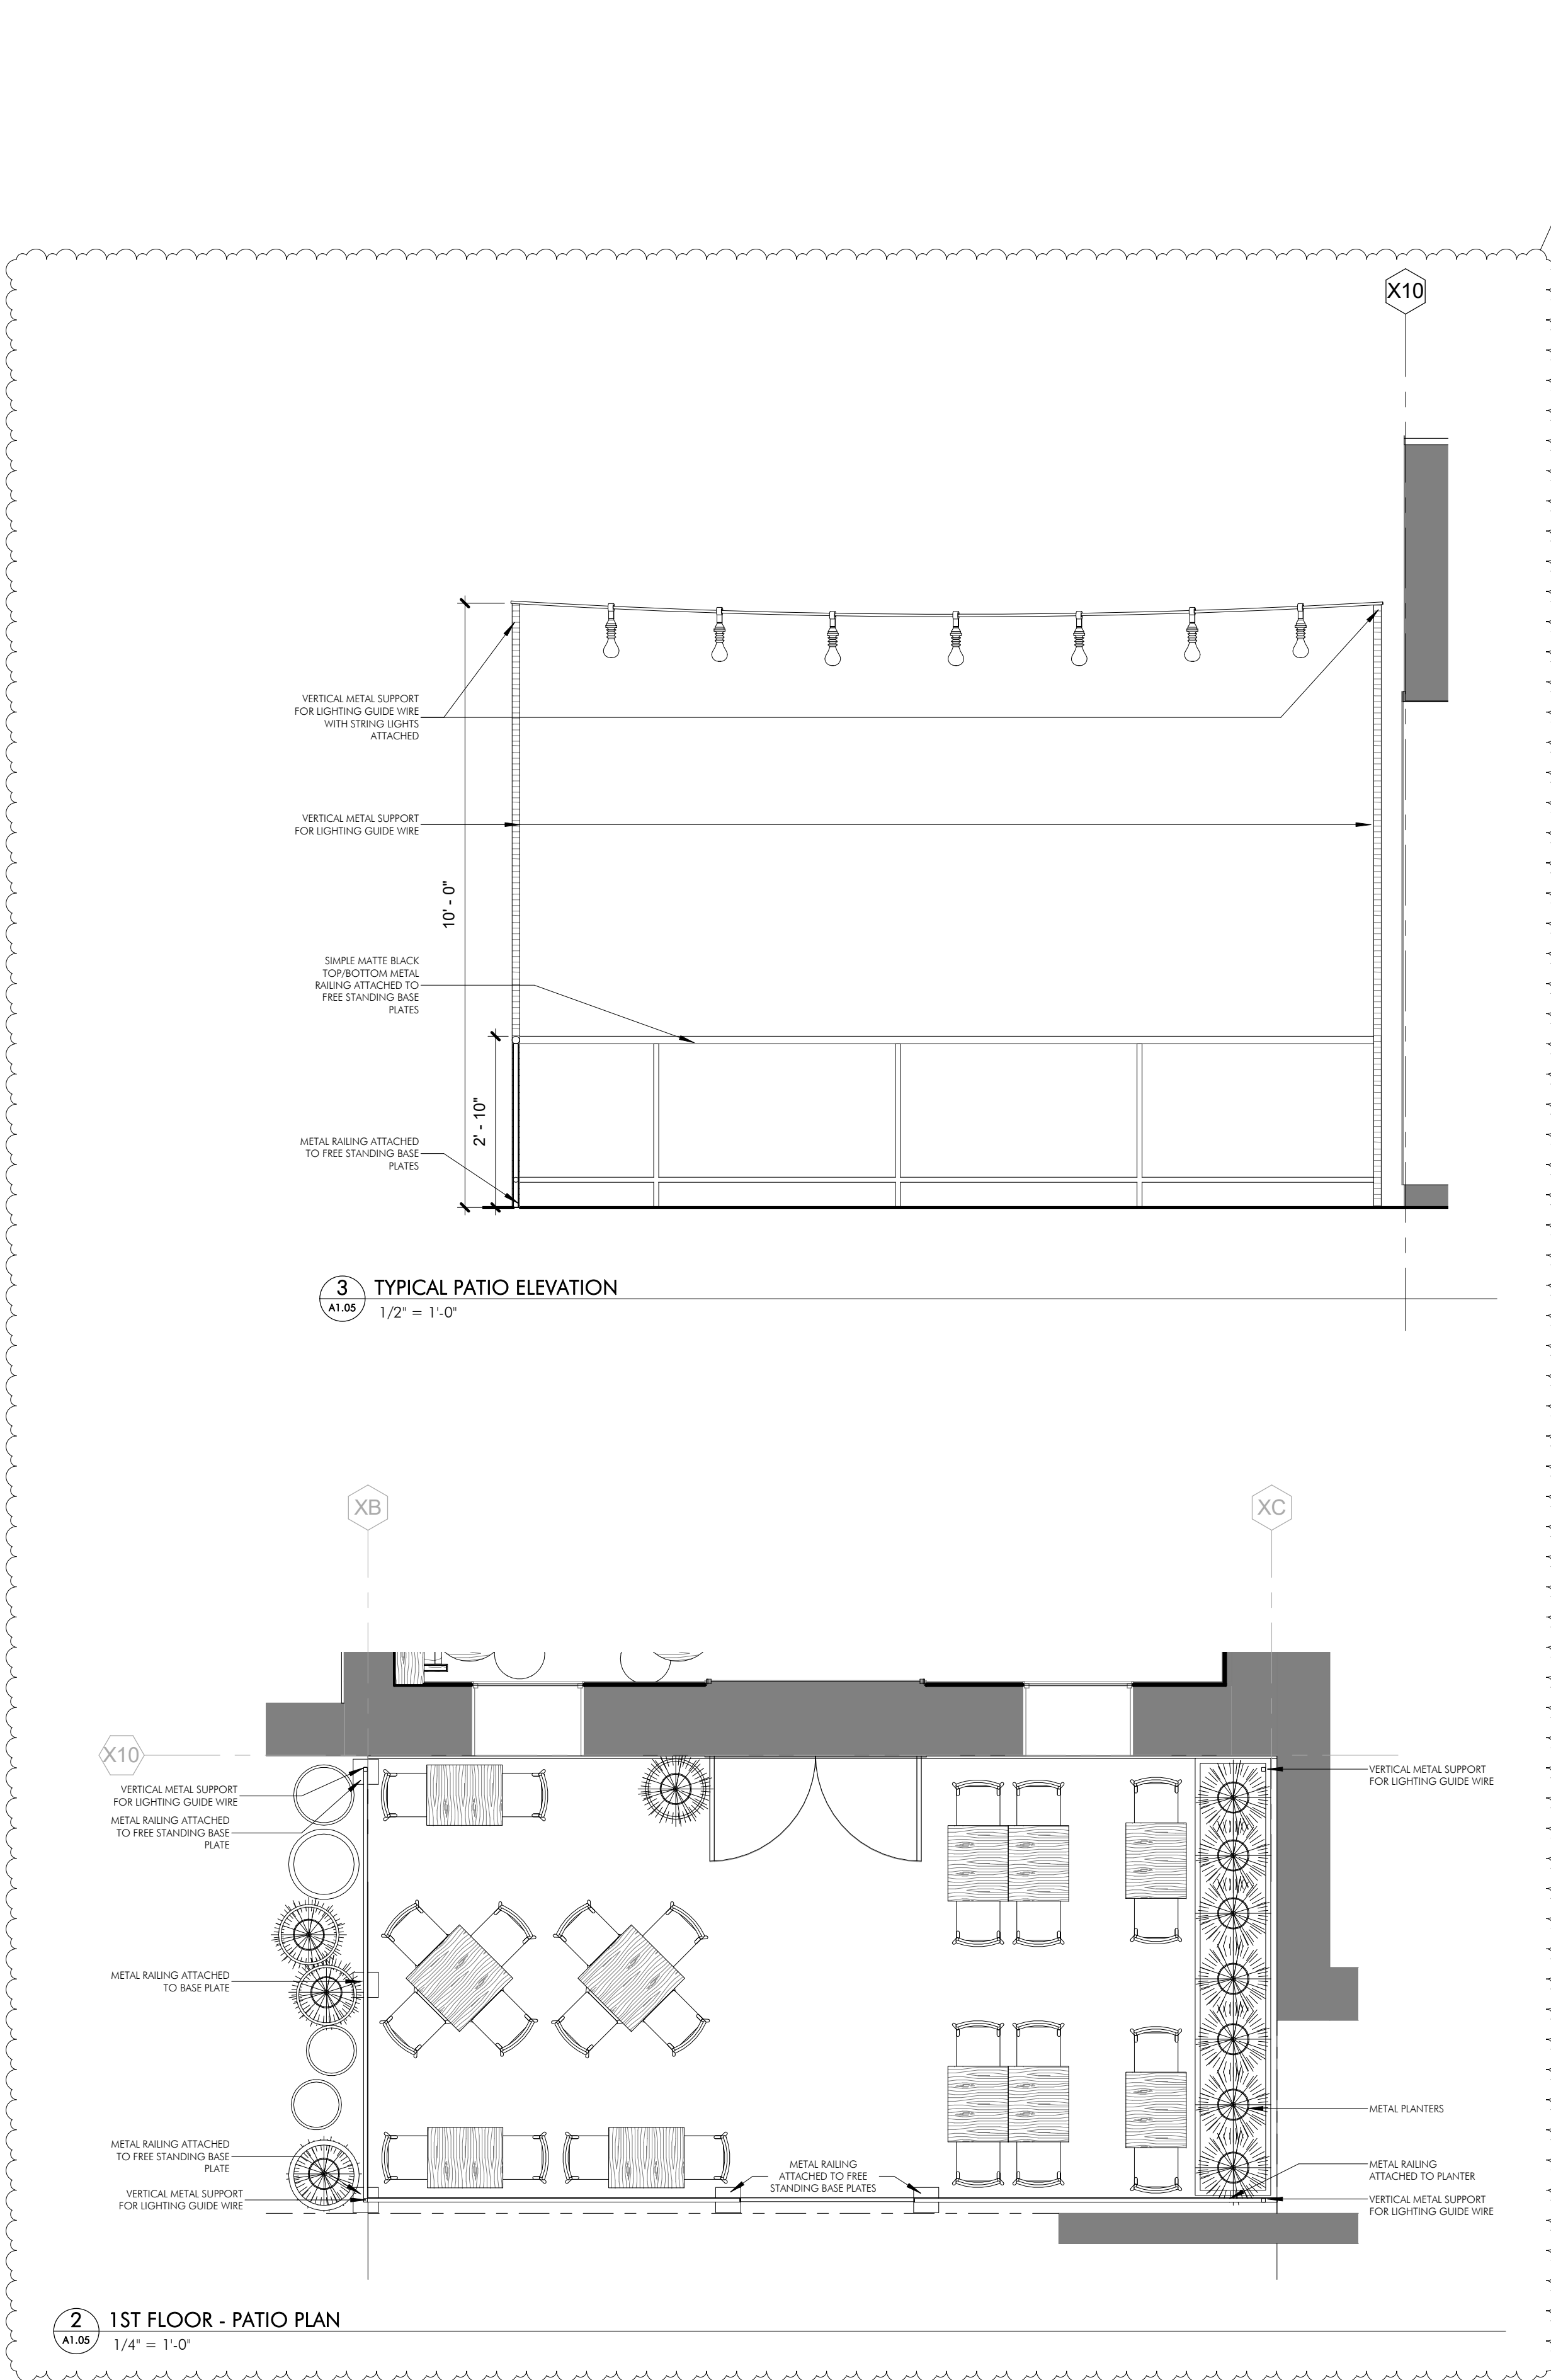 X10
VERTICAL METAL SUPPORT
FOR LIGHTING GUIDE WIRE
WITH STRING LIGHTS
ATTACHED
VERTICAL METAL SUPPORT
FOR LIGHTING GUIDE WIRE
10' - 0"
SIMPLE MATTE BLACK
TOP/BOTTOM METAL
RAILING ATTACHED TO
FREE STANDING BASE
PLATES
2' - 10"
METAL RAILING ATTACHED
TO FREE STANDING BASE
PLATES
3
A1.05
TYPICAL PATIO ELEVATION
1/2" = 1'-0"
XB
XC
X10
VERTICAL METAL SUPPORT
FOR LIGHTING GUIDE WIRE
METAL RAILING ATTACHED
TO FREE STANDING BASE
PLATE
VERTICAL METAL SUPPORT
FOR LIGHTING GUIDE WIRE
METAL RAILING ATTACHED
TO BASE PLATE
METAL PLANTERS
METAL RAILING ATTACHED
TO FREE STANDING BASE
PLATE
VERTICAL METAL SUPPORT
FOR LIGHTING GUIDE WIRE
METAL RAILING
ATTACHED TO FREE
STANDING BASE PLATES
METAL RAILING
ATTACHED TO PLANTER
VERTICAL METAL SUPPORT
FOR LIGHTING GUIDE WIRE
2
A1.05
1ST FLOOR - PATIO PLAN
1/4" = 1'-0"